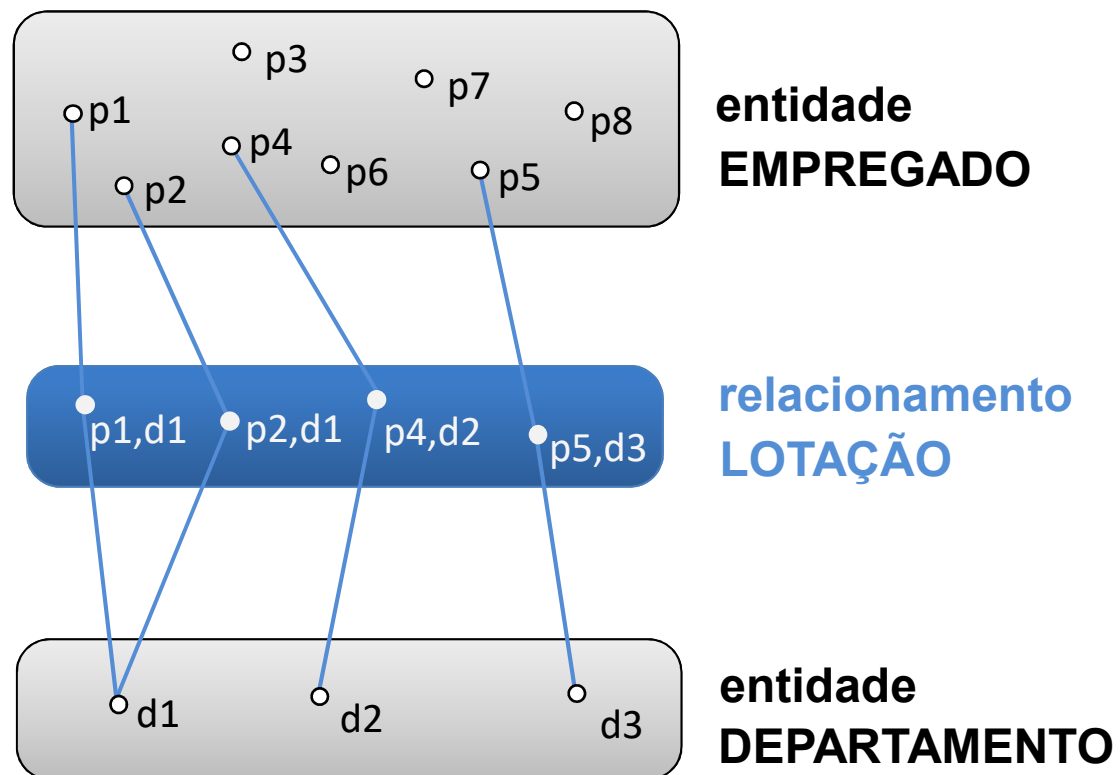 p3
p7
p1
p8
p4
p6
p5
p2
entidade
EMPREGADO
p1,d1
p2,d1
p4,d2
p5,d3
relacionamento
LOTAÇÃO
d1
d2
d3
entidade
DEPARTAMENTO